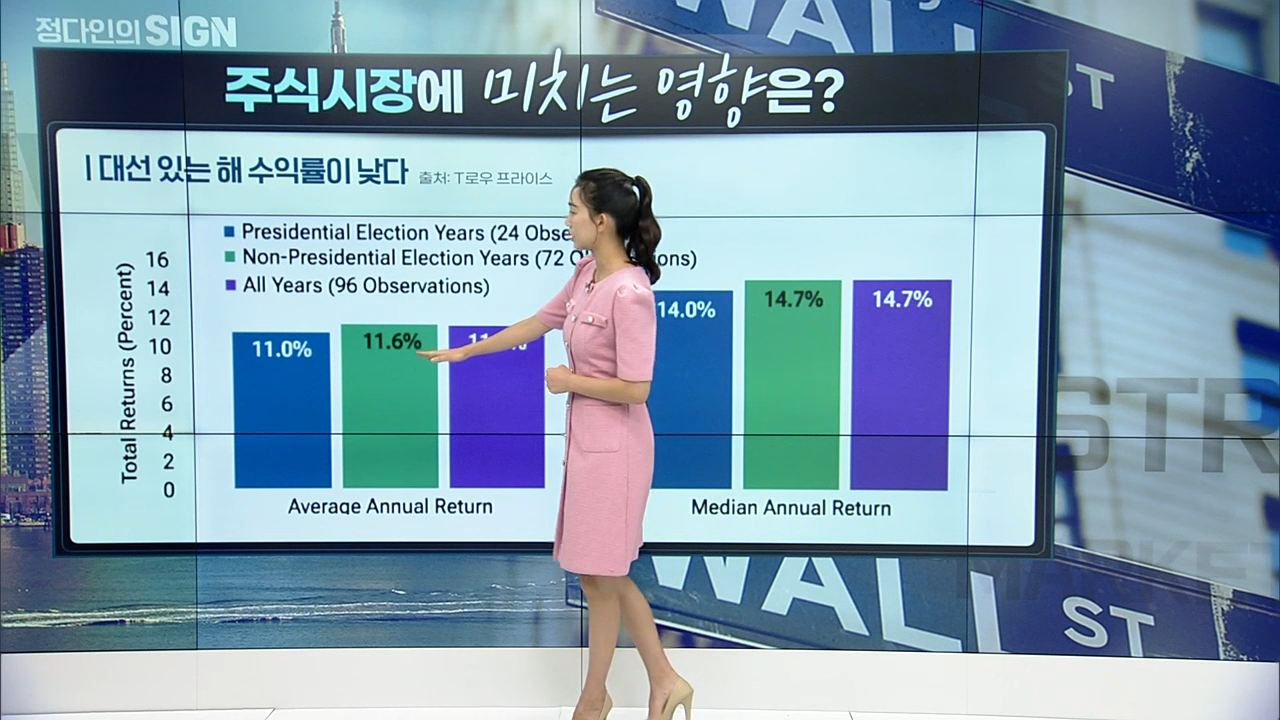 정다인의 SIGN
주식시장에 미치는 영향은?
대선 있는 해 수익률이 낮다 출처: T로우 프라이스
Presidential Election Years (24
Non-Presidential Election Years (72
All Years (96 Observations)
Total Returns (Percent)
16
14
12
10
8
6
4
2
0
11.0%
11.6%
14.0%
14.7%
14.7%
Average Annual Return
Median Annual Return
WALL ST
STR
MARKET
WALL ST